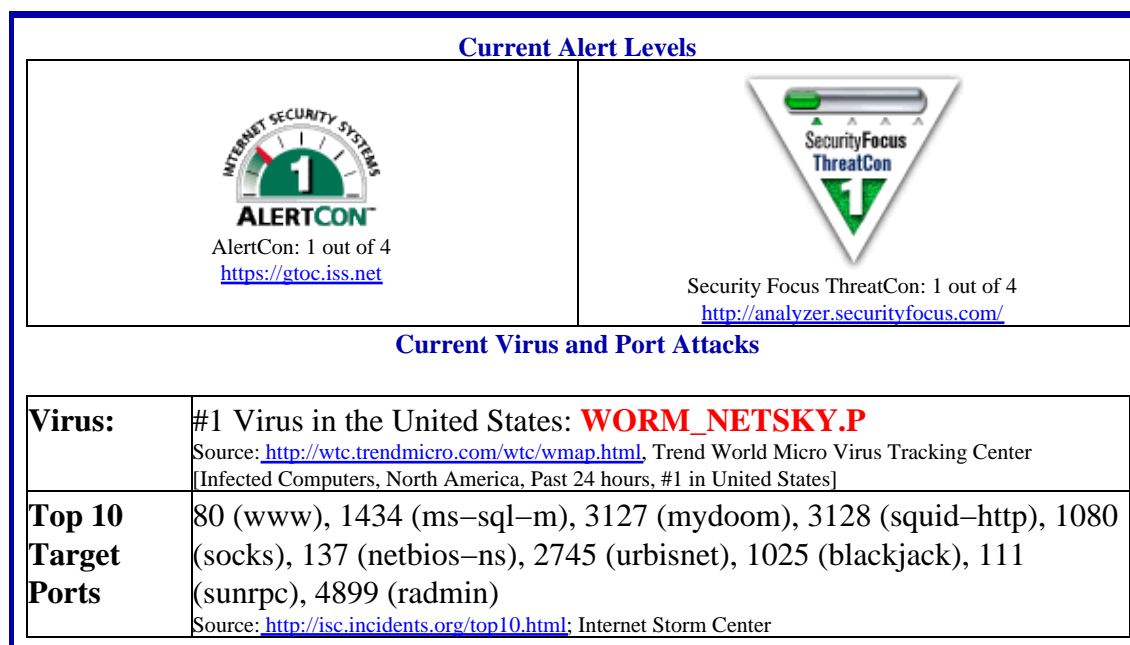 Current Alert Levels
INTERNET SECURITY SYSTEMS
1
ALERTCON™
AlertCon: 1 out of 4
https://gtoc.iss.net
SecurityFocus
ThreatCon
1
Security Focus ThreatCon: 1 out of 4
http://analyzer.securityfocus.com/
Current Virus and Port Attacks
Virus: #1 Virus in the United States: WORM_NETSKY.P
Source: http://wtc.trendmicro.com/wtc/wmap.html, Trend World Micro Virus Tracking Center
[Infected Computers, North America, Past 24 hours, #1 in United States]
Top 10 80 (www), 1434 (ms−sql−m), 3127 (mydoom), 3128 (squid−http), 1080
Target (socks), 137 (netbios−ns), 2745 (urbisnet), 1025 (blackjack), 111
Ports (sunrpc), 4899 (radmin)
Source: http://isc.incidents.org/top10.html; Internet Storm Center